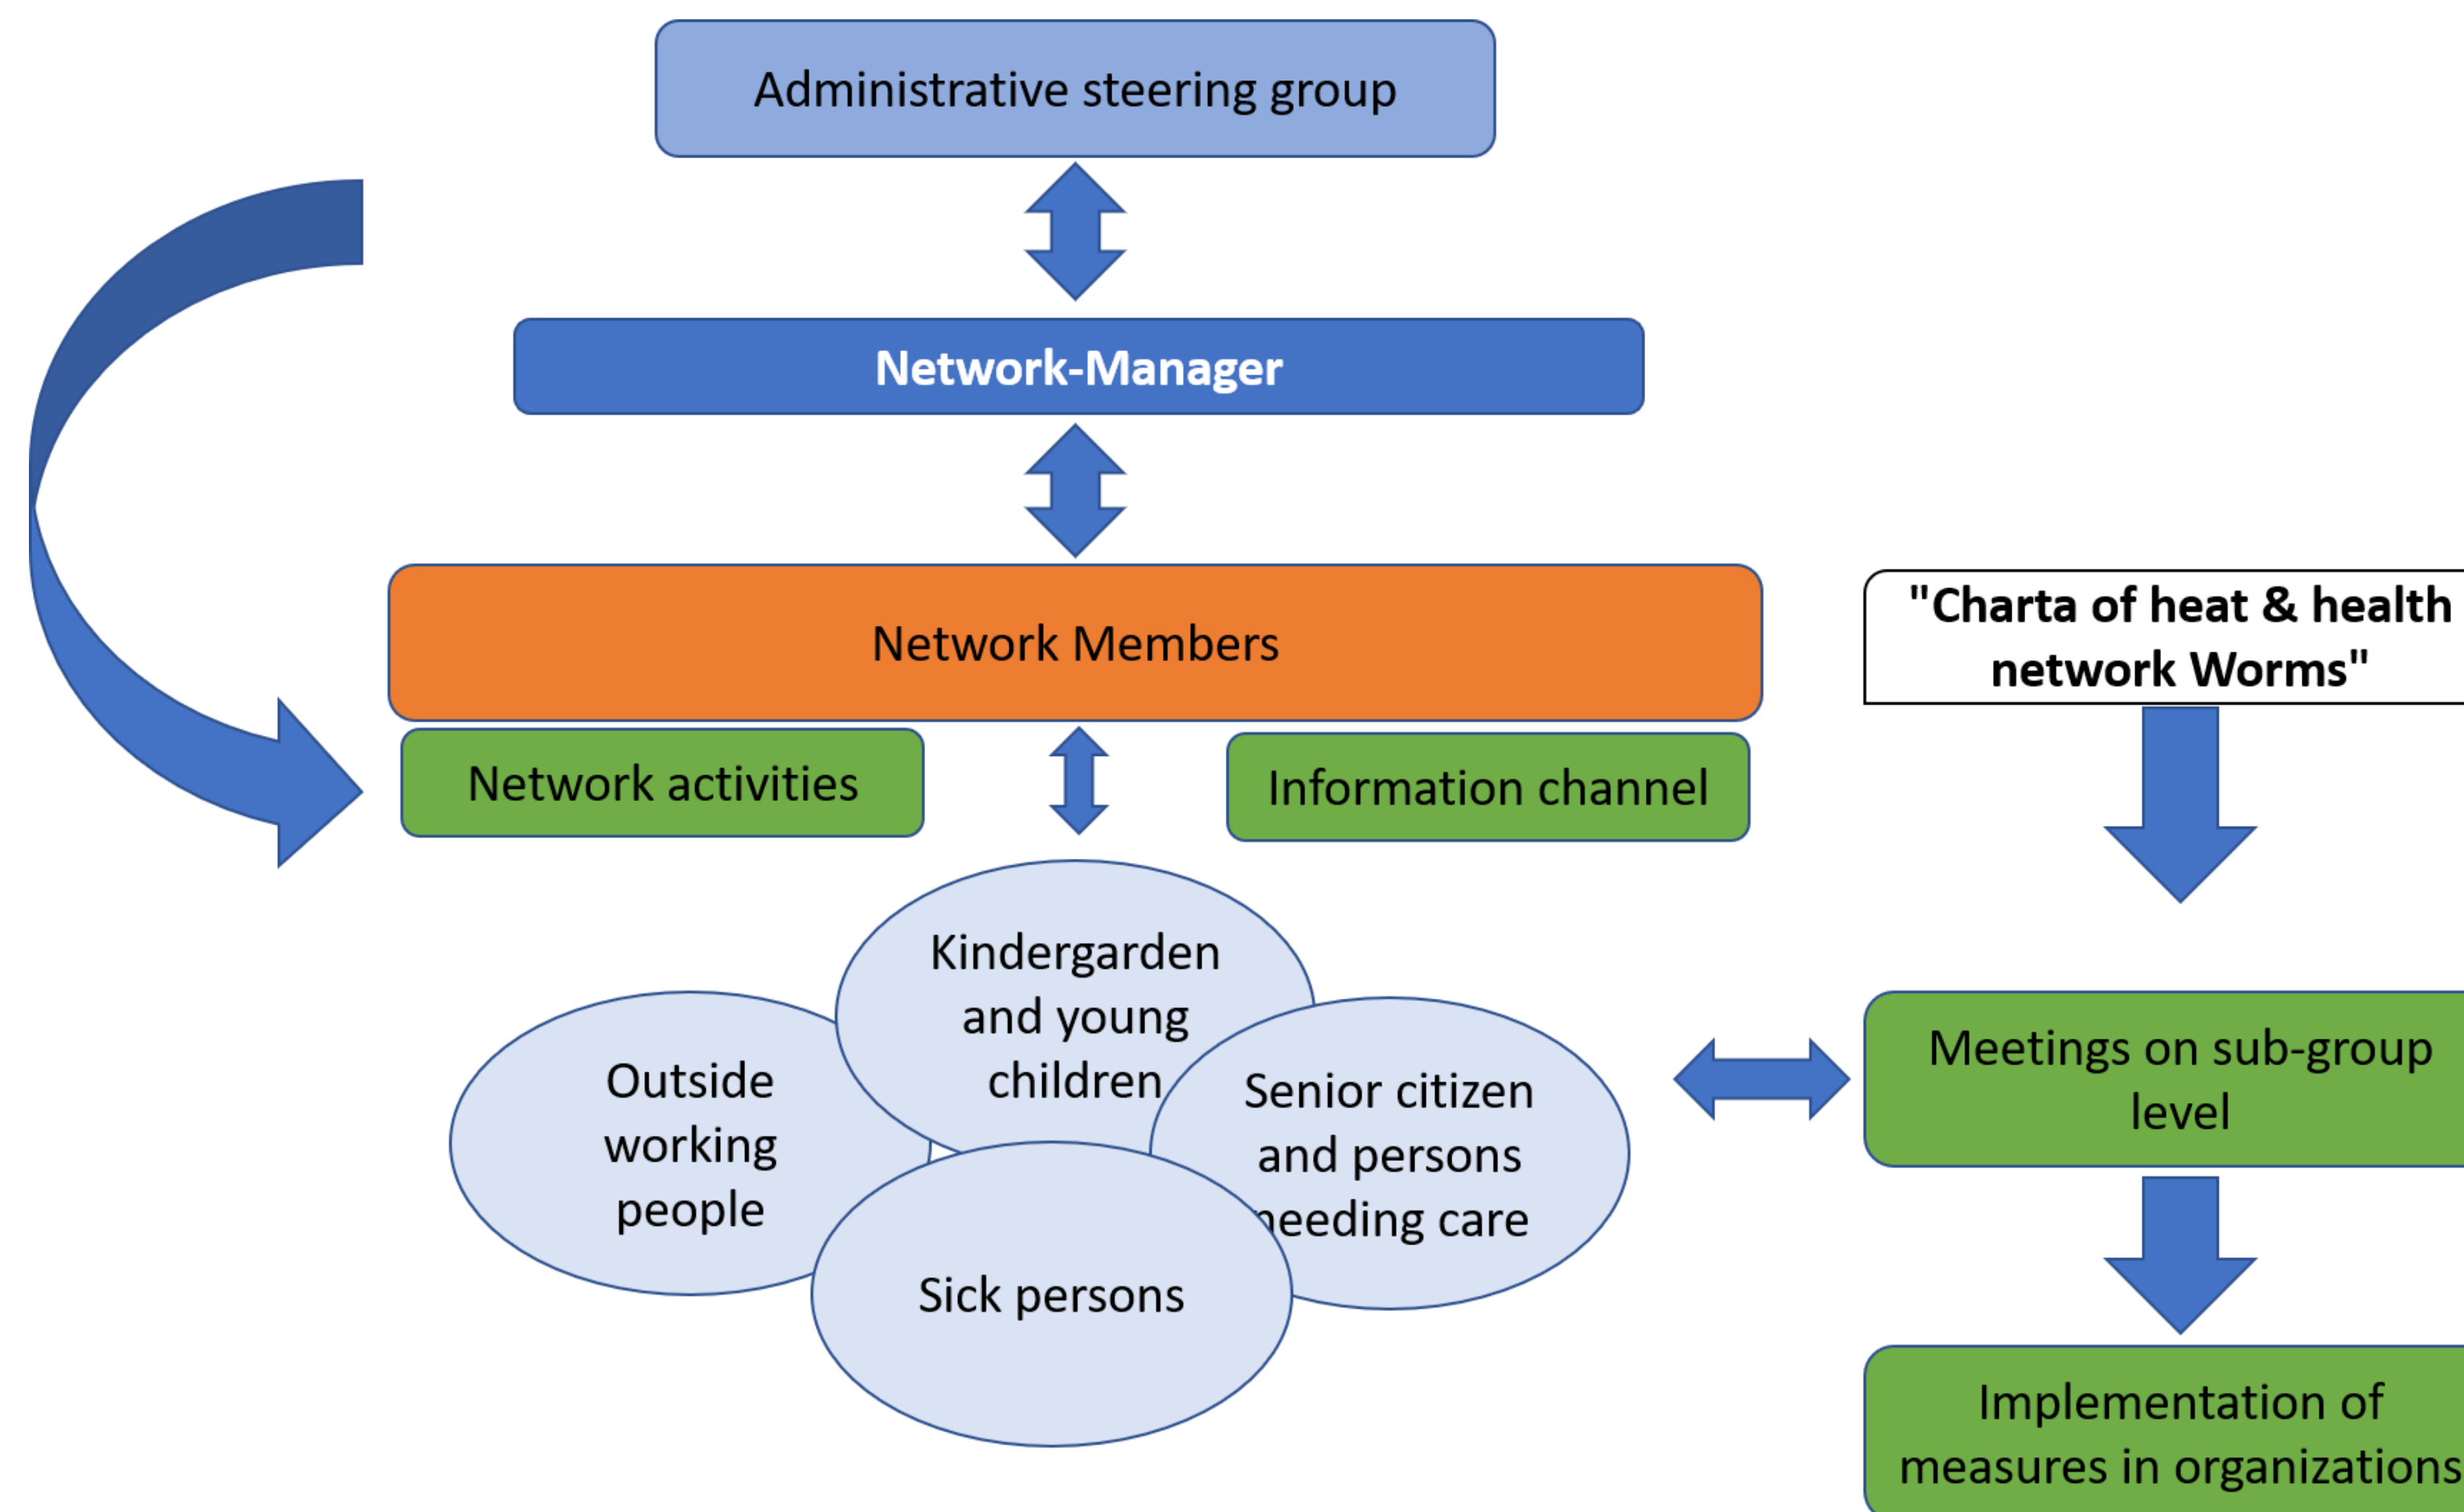 Administrative steering group
Network-Manager
Network Members
Network activities
Information channel
"Charta of heat & health
network Worms"
Kindergarden
and young
children
Outside
working
people
Senior citizen
and persons
needing care
Sick persons
Meetings on sub-group
level
Implementation of
measures in organizations